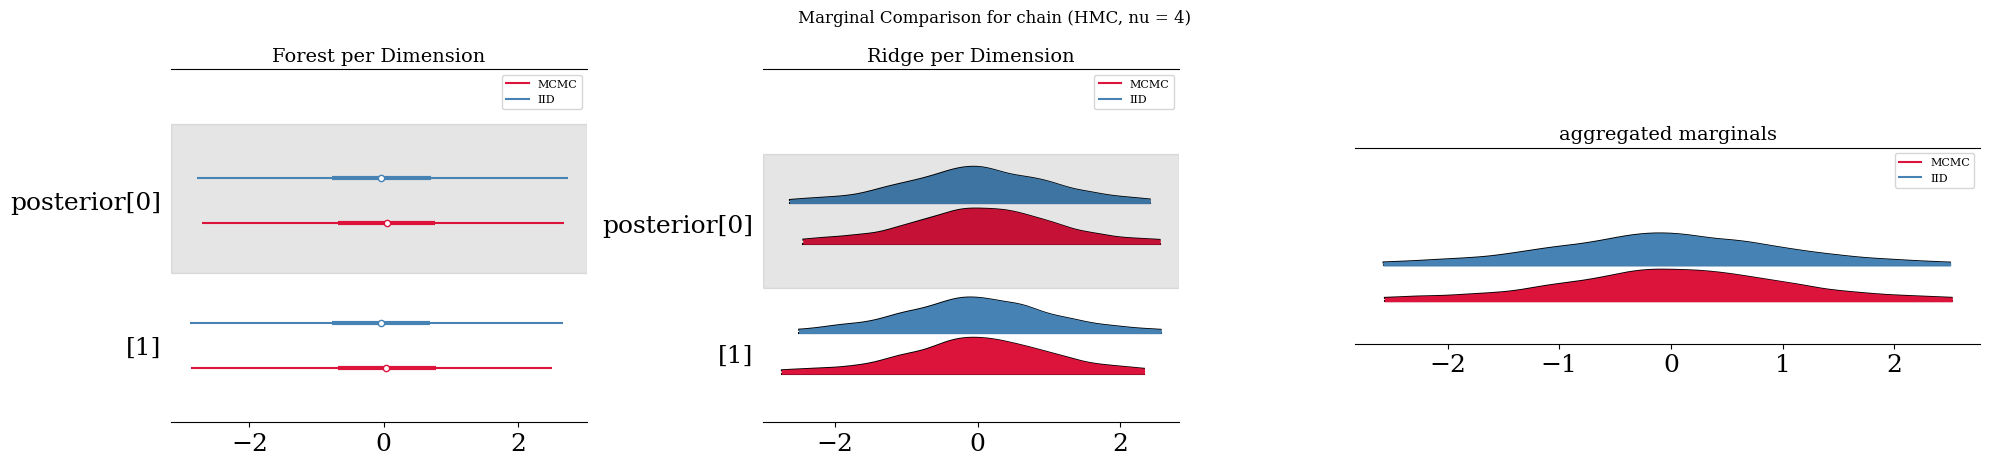 Marginal Comparison for chain (HMC, nu = 4)
Forest per Dimension
MCMC
IID
posterior[0]
[1]
−2 0 2
Ridge per Dimension
MCMC
IID
posterior[0]
[1]
−2 0 2
aggregated marginals
MCMC
IID
−2 −1 0 1 2